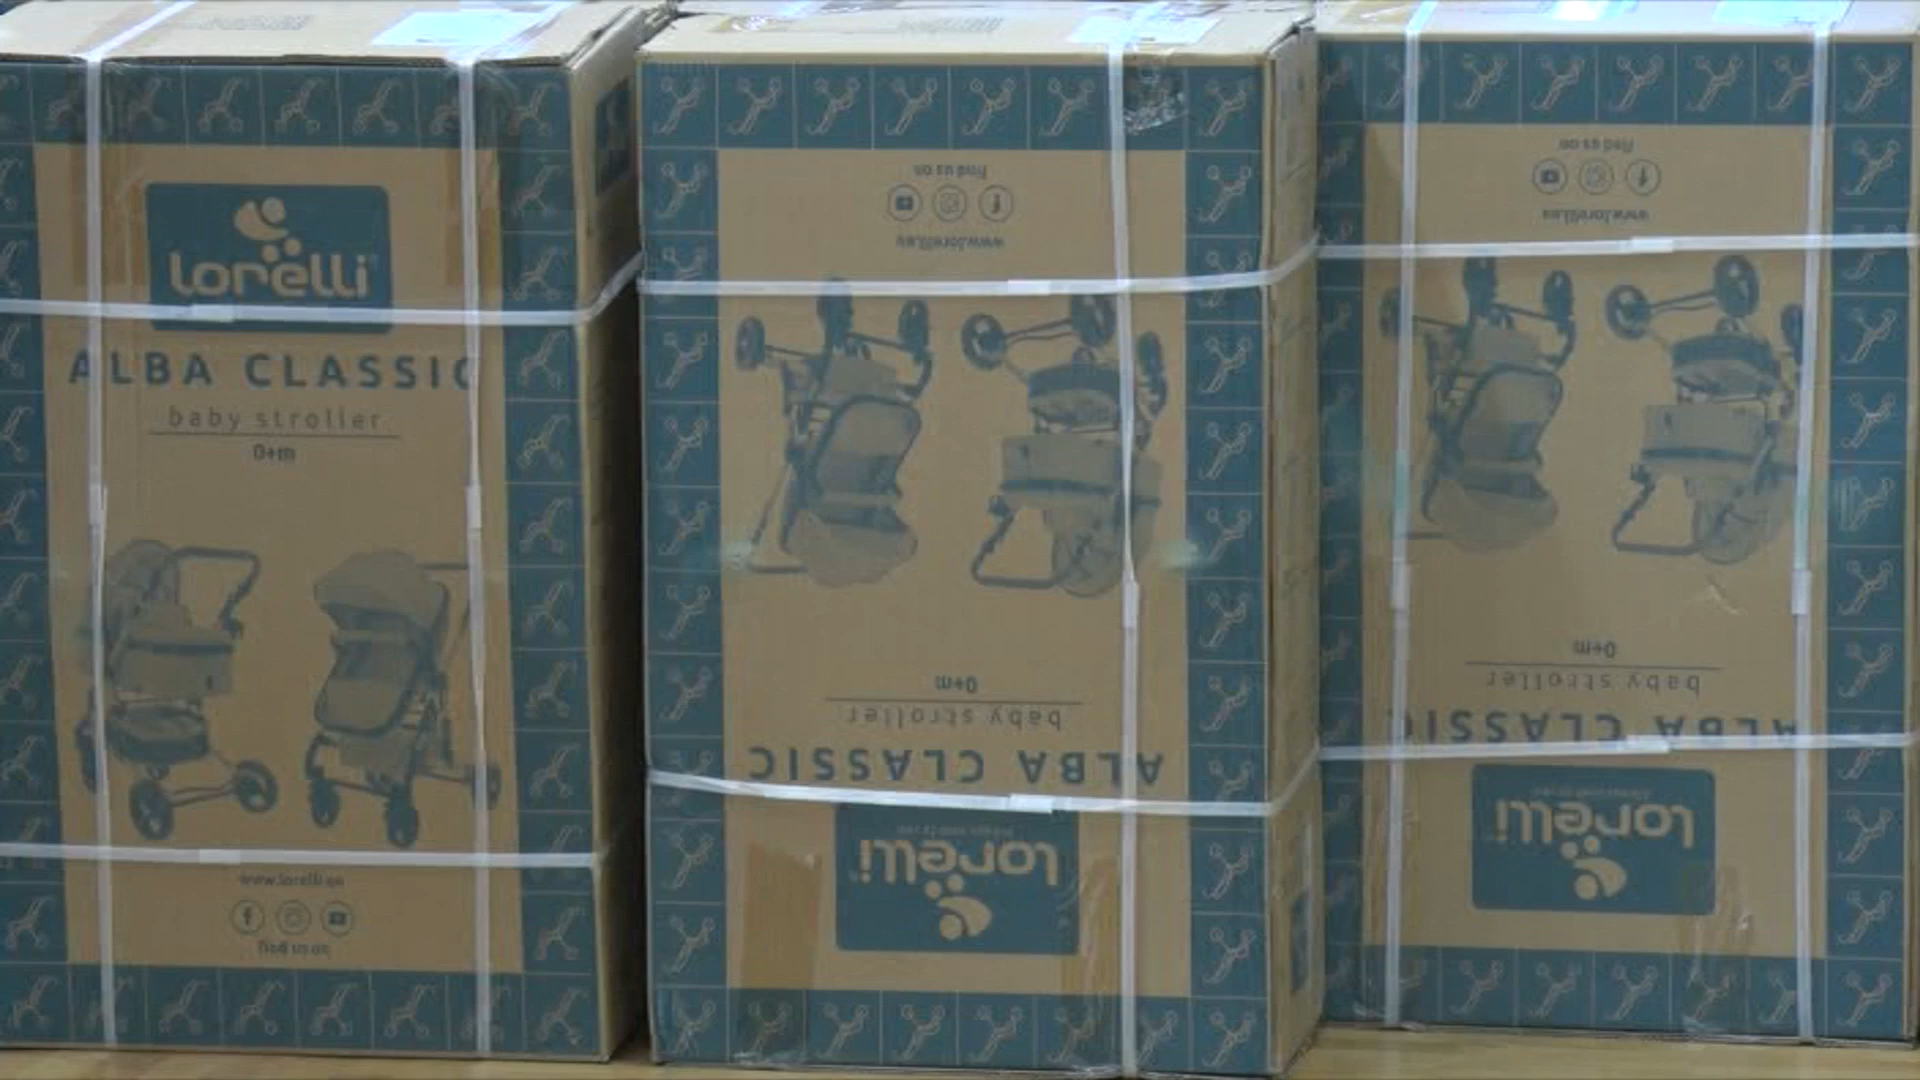 lorelli
ALBA CLASSIC
baby stroller
0+m
www.lorelli.eu
find us on
find us on
www.lorelli.eu
0+m
baby stroller
ALBA CLASSIC
lorelli
find us on
www.lorelli.eu
0+m
baby stroller
ALBA CLASSIC
lorelli